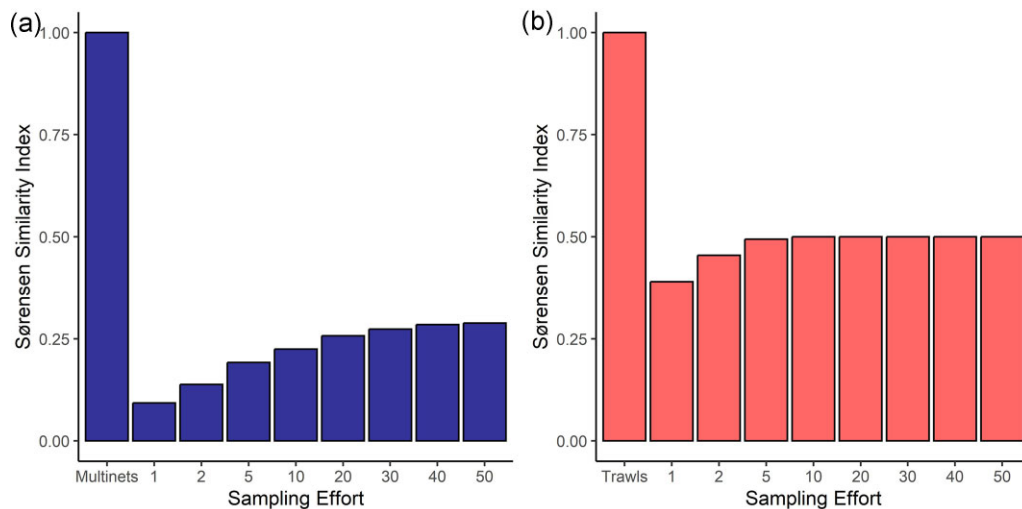 (a)
Sørensen Similarity Index
1.00
0.75
0.50
0.25
0.00
Multinets 1 2 5 10 20 30 40 50
Sampling Effort
(b)
Sørensen Similarity Index
1.00
0.75
0.50
0.25
0.00
Trawls 1 2 5 10 20 30 40 50
Sampling Effort